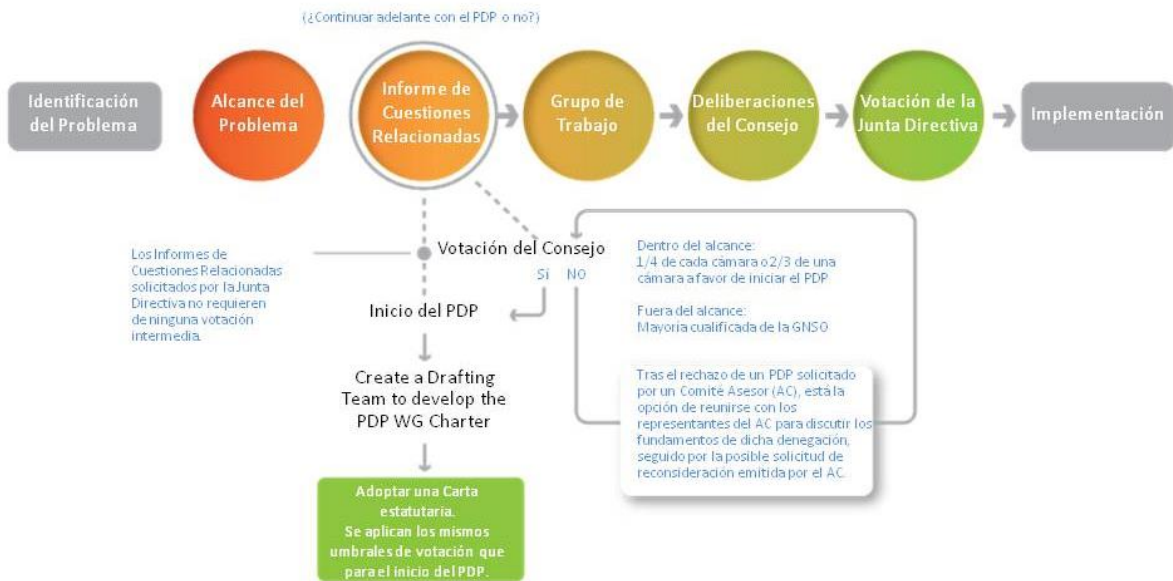 (¿Continuar adelante con el PDP o no?)
Identificación
del Problema
Alcance del
Problema
Informe de
Cuestiones
Relacionadas
Grupo de
Trabajo
Deliberaciones
del Consejo
Votación de la
Junta Directiva
Implementación
Los Informes de
Cuestiones Relacionadas
solicitados por la Junta
Directiva no requieren
de ninguna votación
intermedia.
Votación del Consejo
Sí NO
Inicio del PDP
Create a Drafting
Team to develop the
PDP WG Charter
Adoptar una Carta
estatutaria.
Se aplican los mismos
umbrales de votación que
para el inicio del PDP.
Dentro del alcance:
1/4 de cada cámara o 2/3 de una
cámara a favor de iniciar el PDP
Fuera del alcance:
Mayoría cualificada de la GNSO
Tras el rechazo de un PDP solicitado
por un Comité Asesor (AC), está la
opción de reunirse con los
representantes del AC para discutir los
fundamentos de dicha denegación,
seguido por la posible solicitud de
reconsideración emitida por el AC.